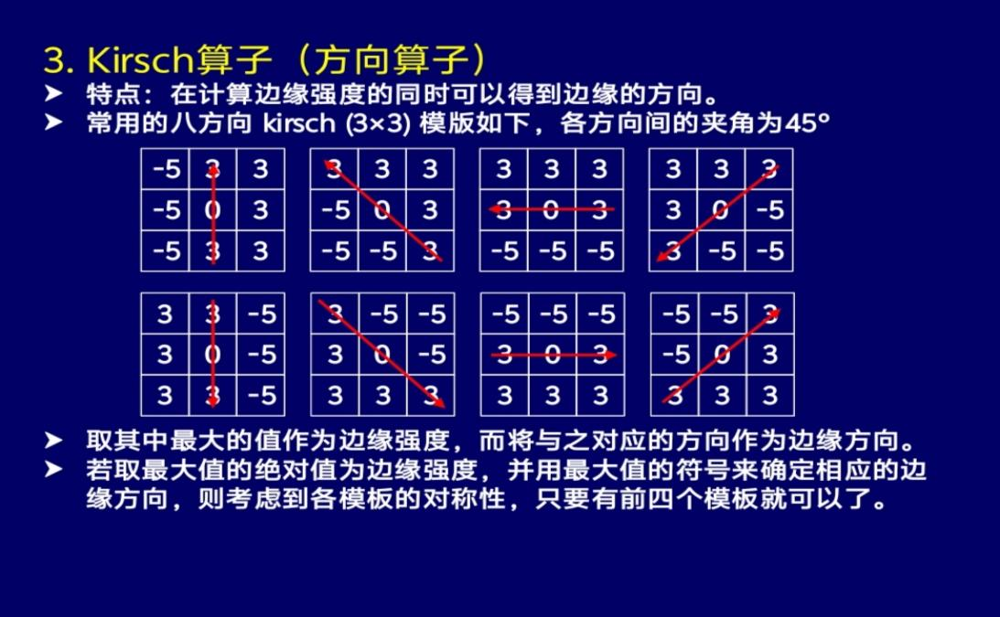 3. Kirsch算子（方向算子）
➤ 特点：在计算边缘强度的同时可以得到边缘的方向。
➤ 常用的八方向 kirsch (3×3) 模版如下，各方向间的夹角为45°
-5 3 3 3 3 3 3 3 3 3 3 3
-5 0 3 -5 0 3 3 0 3 3 0 -5
-5 3 3 -5 -5 3 -5 -5 -5 3 -5 -5
3 3 -5 3 -5 -5 -5 -5 -5 -5 -5 3
3 0 -5 3 0 -5 3 0 3 -5 0 3
3 3 -5 3 3 3 3 3 3 3 3 3
➤ 取其中最大的值作为边缘强度，而将与之对应的方向作为边缘方向。
➤ 若取最大值的绝对值为边缘强度，并用最大值的符号来确定相应的边
缘方向，则考虑到各模板的对称性，只要有前四个模板就可以了。